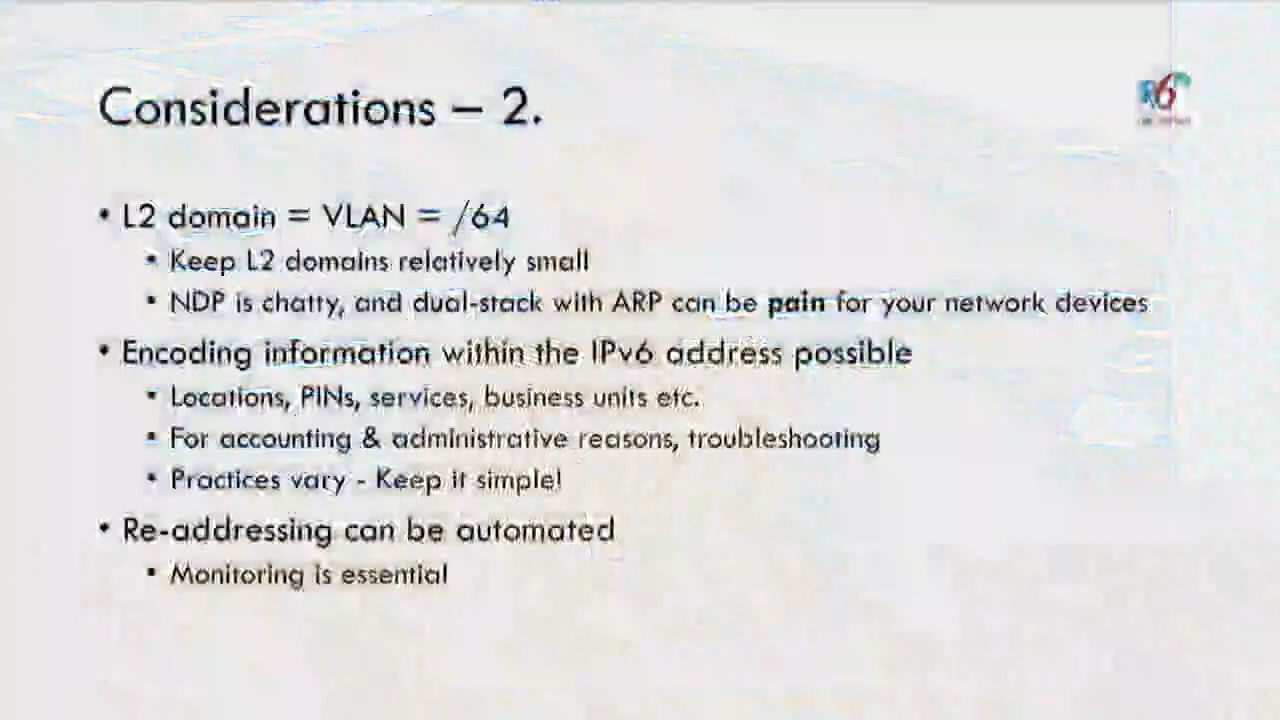 Considerations – 2.
• L2 domain = VLAN = /64
• Keep L2 domains relatively small
• NDP is chatty, and dual-stack with ARP can be pain for your network devices
• Encoding information within the IPv6 address possible
• Locations, PINs, services, business units etc.
• For accounting & administrative reasons, troubleshooting
• Practices vary - Keep it simple!
• Re-addressing can be automated
• Monitoring is essential